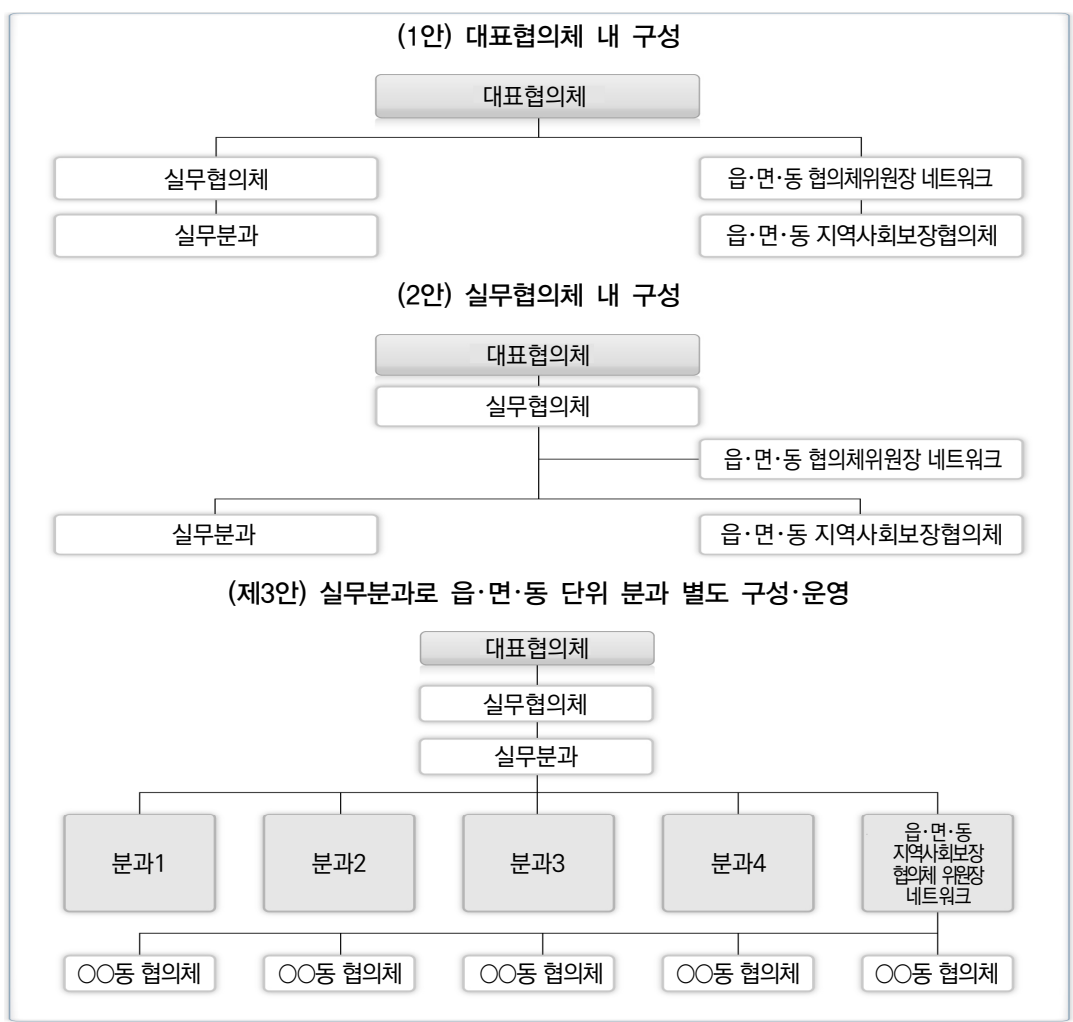 (1안) 대표협의체 내 구성
대표협의체
실무협의체
읍·면·동 협의체위원장 네트워크
실무분과
읍·면·동 지역사회보장협의체
(2안) 실무협의체 내 구성
대표협의체
실무협의체
읍·면·동 협의체위원장 네트워크
실무분과
읍·면·동 지역사회보장협의체
(제3안) 실무분과로 읍·면·동 단위 분과 별도 구성·운영
대표협의체
실무협의체
실무분과
분과1
분과2
분과3
분과4
읍·면·동
지역사회보장
협의체 위원장
네트워크
○○동 협의체
○○동 협의체
○○동 협의체
○○동 협의체
○○동 협의체